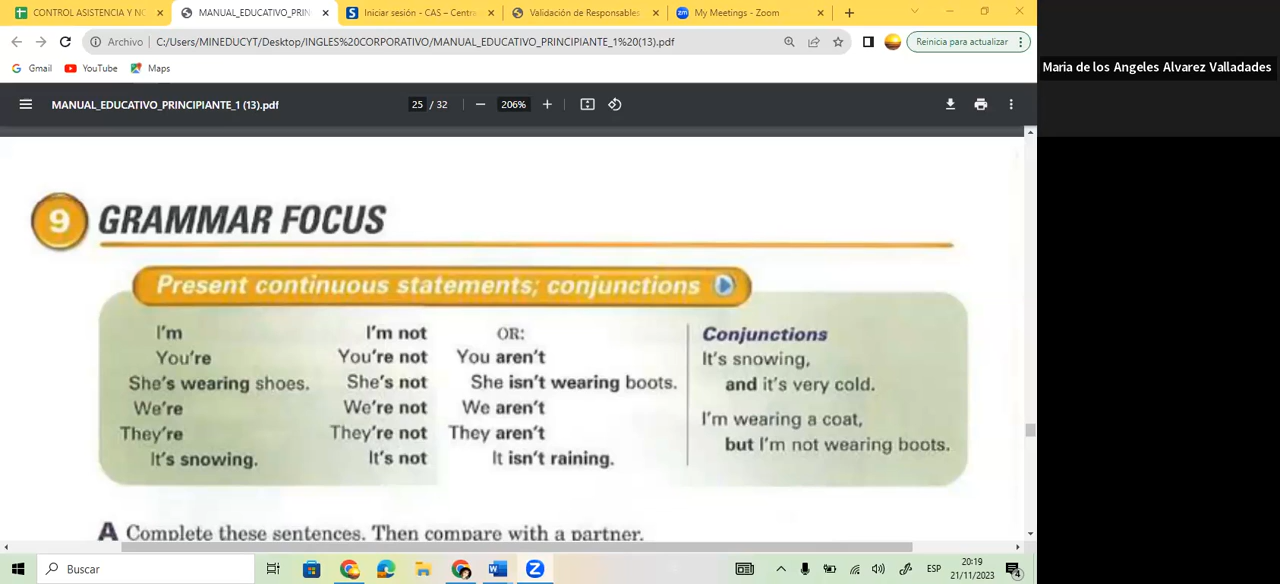 CONTROL ASISTENCIA Y NO
MANUAL_EDUCATIVO_PRIN
Iniciar sesión - CAS – Centra
Validación de Responsables
My Meetings - Zoom
Archivo
C:/Users/MINEDUCYT/Desktop/INGLES%20CORPORATIVO/MANUAL_EDUCATIVO_PRINCIPIANTE_1%20(13).pdf
Reinicia para actualizar
Gmail
YouTube
Maps
Maria de los Angeles Alvarez Valladades
MANUAL_EDUCATIVO_PRINCIPIANTE_1 (13).pdf
25 / 32
206%
9 GRAMMAR FOCUS
Present continuous statements; conjunctions
I'm
You're
She's wearing shoes.
We're
They're
It's snowing.
I'm not
You're not
She's not
We're not
They're not
It's not
OR:
You aren't
She isn't wearing boots.
We aren't
They aren't
It isn't raining.
Conjunctions
It's snowing,
and it's very cold.
I'm wearing a coat,
but I'm not wearing boots.
A Complete these sentences. Then compare with a partner.
Buscar
ESP
20:19
21/11/2023
4